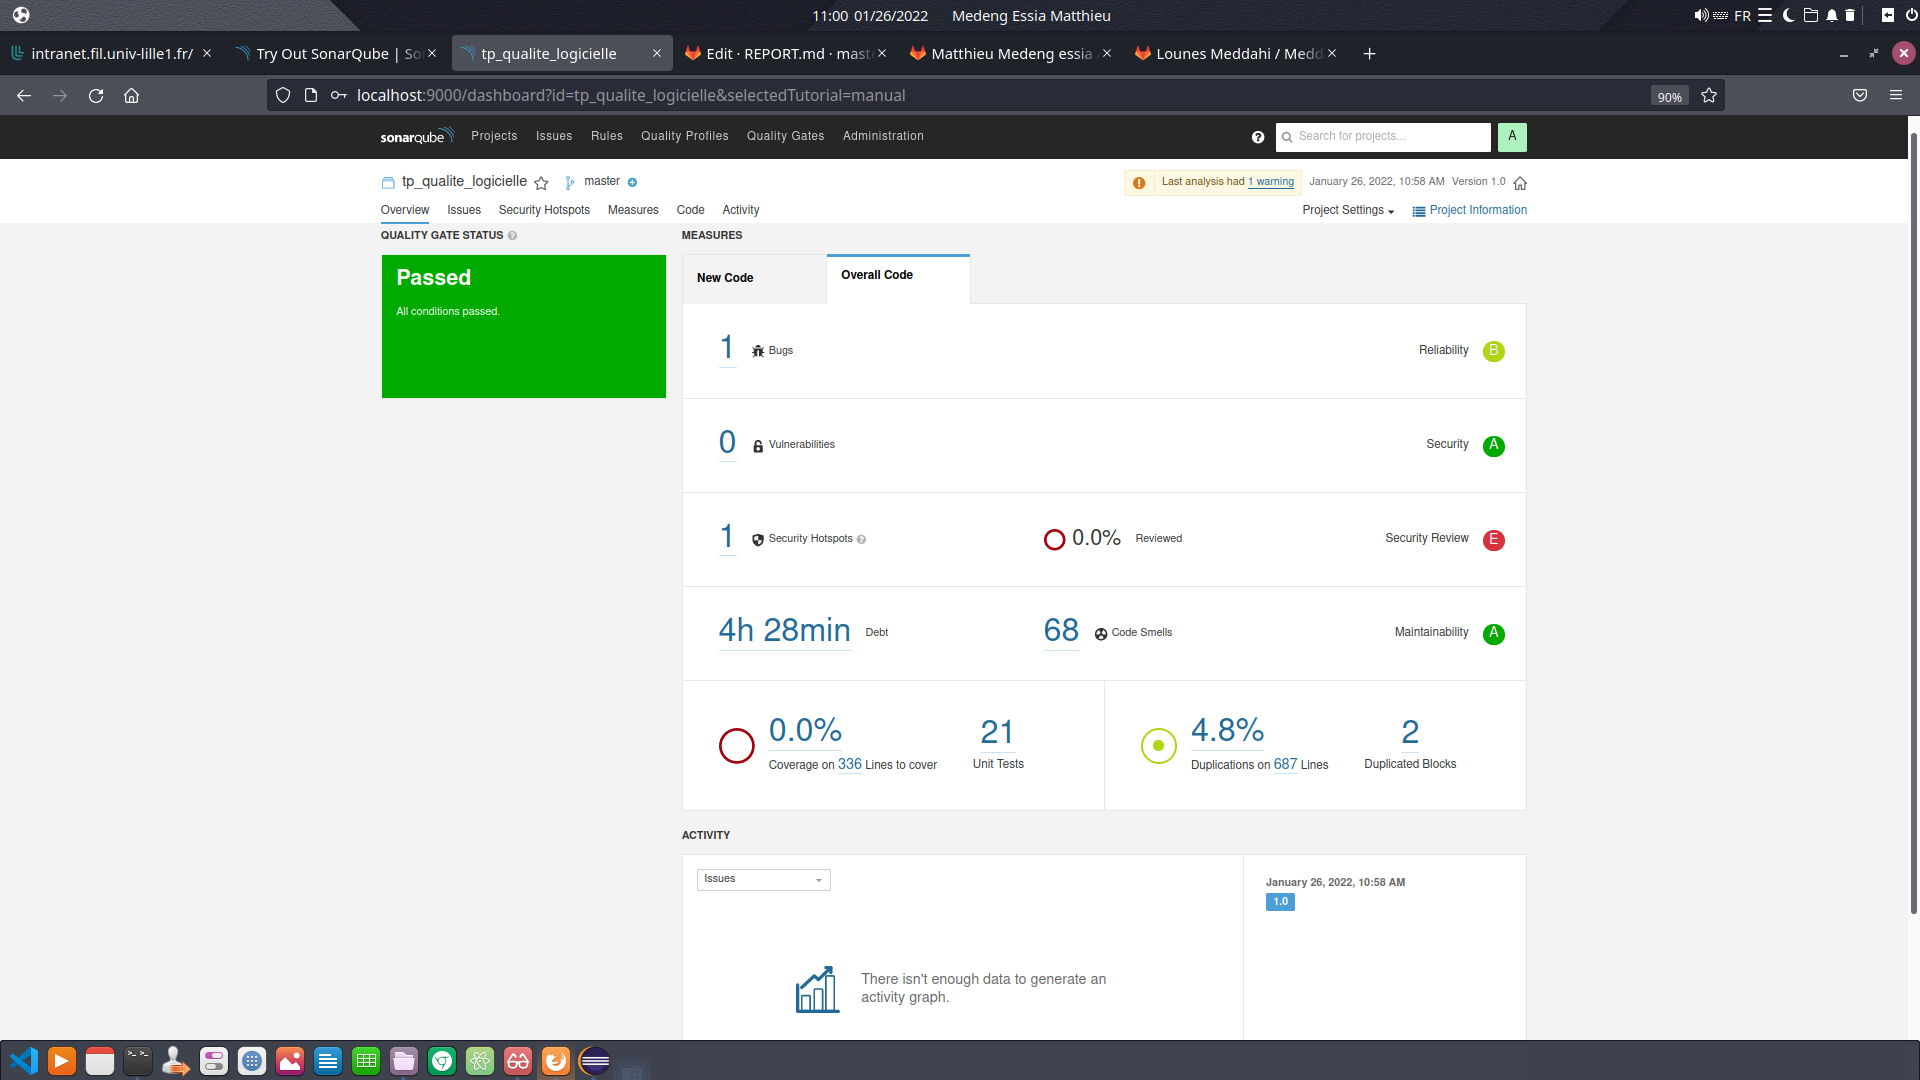 11:00 01/26/2022 Medeng Essia Matthieu
FR
intranet.fil.univ-lille1.fr/
Try Out SonarQube | So
tp_qualite_logicielle
Edit · REPORT.md · mast
Matthieu Medeng essia
Lounes Meddahi / Medd
localhost:9000/dashboard?id=tp_qualite_logicielle&selectedTutorial=manual
90%
sonarqube Projects Issues Rules Quality Profiles Quality Gates Administration
Search for projects...
A
tp_qualite_logicielle master
Last analysis had 1 warning January 26, 2022, 10:58 AM Version 1.0
Overview Issues Security Hotspots Measures Code Activity
Project Settings Project Information
QUALITY GATE STATUS
Passed
All conditions passed.
MEASURES
New Code
Overall Code
1 Bugs Reliability B
0 Vulnerabilities Security A
1 Security Hotspots 0.0% Reviewed Security Review E
4h 28min Debt 68 Code Smells Maintainability A
0.0%
Coverage on 336 Lines to cover
21
Unit Tests
4.8%
Duplications on 687 Lines
2
Duplicated Blocks
ACTIVITY
Issues
There isn't enough data to generate an
activity graph.
January 26, 2022, 10:58 AM
1.0